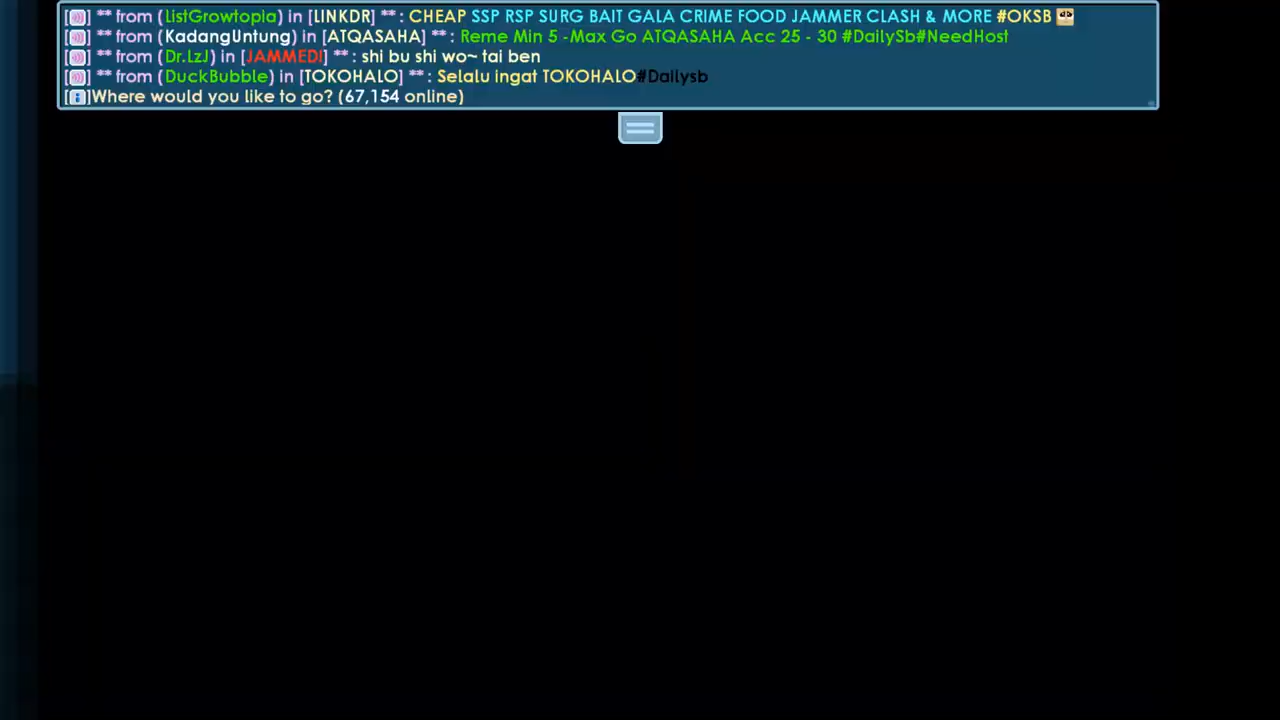 [] ** from (ListGrowtopia) in [LINKDR] ** : CHEAP SSP RSP SURG BAIT GALA CRIME FOOD JAMMER CLASH & MORE #OKSB
[] ** from (KadangUntung) in [ATQASAHA] ** : Reme Min 5 -Max Go ATQASAHA Acc 25 - 30 #DailySb#NeedHost
[] ** from (Dr.LzJ) in [JAMMEDI] ** : shi bu shi wo~ tai ben
[] ** from (DuckBubble) in [TOKOHALO] ** : Selalu ingat TOKOHALO#Dailysb
[i]Where would you like to go? (67,154 online)